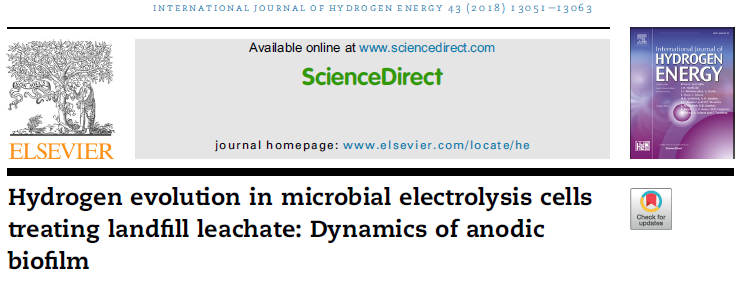 INTERNATIONAL JOURNAL OF HYDROGEN ENERGY 43 (2018) 13051–13063
Available online at www.sciencedirect.com
ScienceDirect
journal homepage: www.elsevier.com/locate/he
ELSEVIER
International Journal of
HYDROGEN
ENERGY
Hydrogen evolution in microbial electrolysis cells
treating landfill leachate: Dynamics of anodic
biofilm
Check for
updates